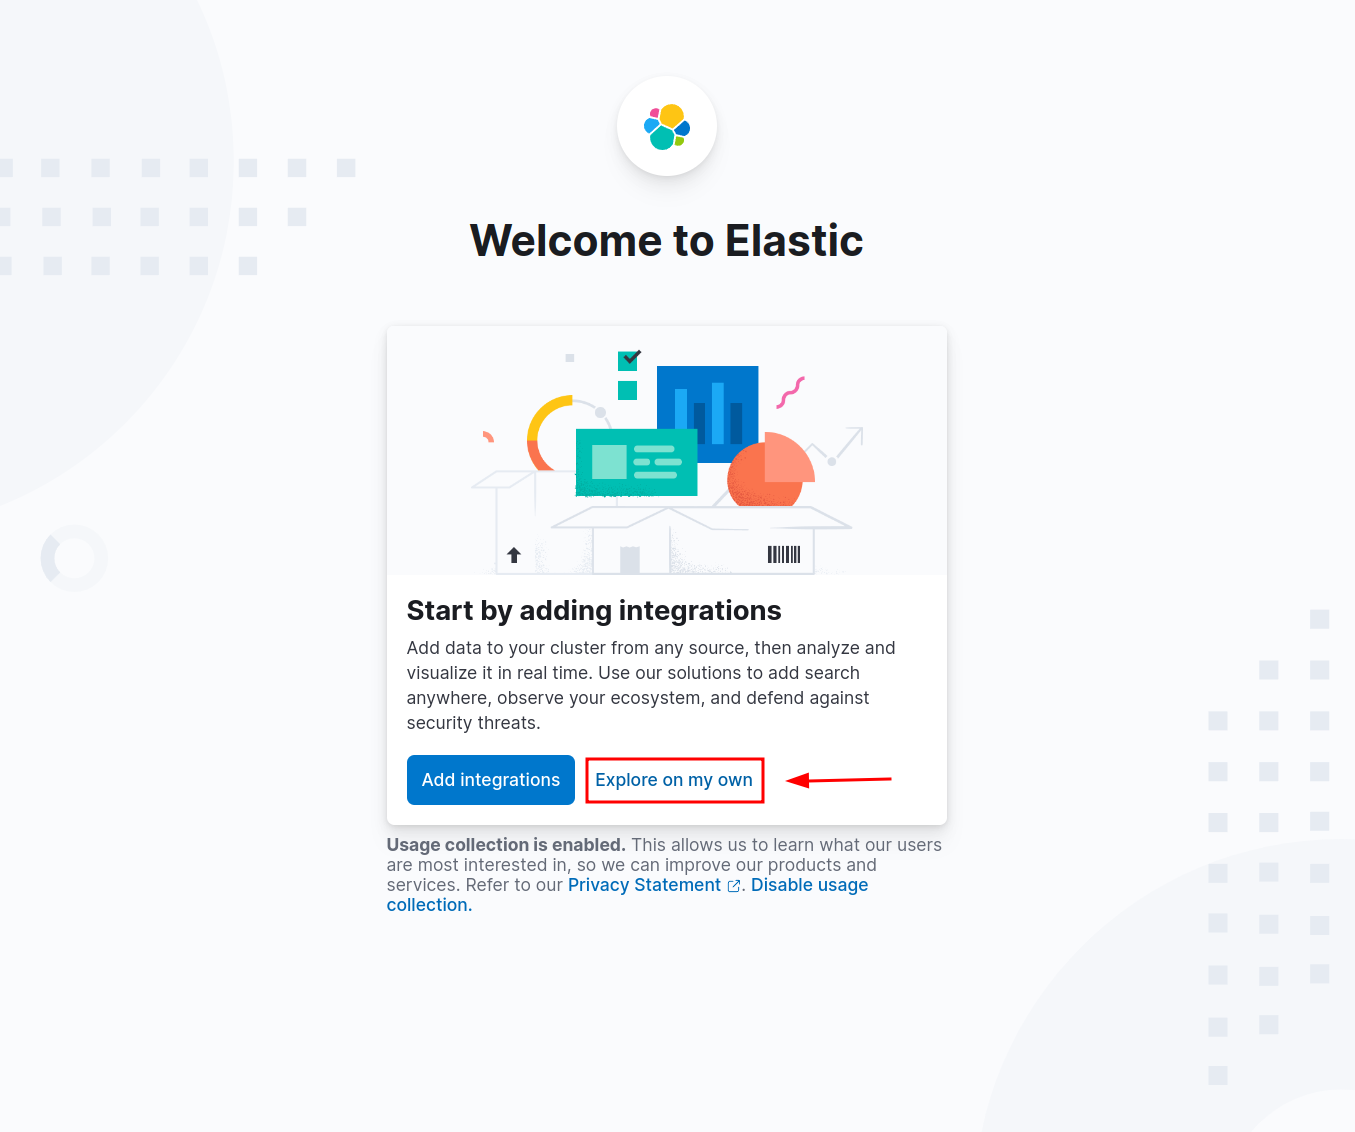 Welcome to Elastic
Start by adding integrations
Add data to your cluster from any source, then analyze and
visualize it in real time. Use our solutions to add search
anywhere, observe your ecosystem, and defend against
security threats.
Add integrations
Explore on my own
Usage collection is enabled. This allows us to learn what our users
are most interested in, so we can improve our products and
services. Refer to our Privacy Statement. Disable usage
collection.